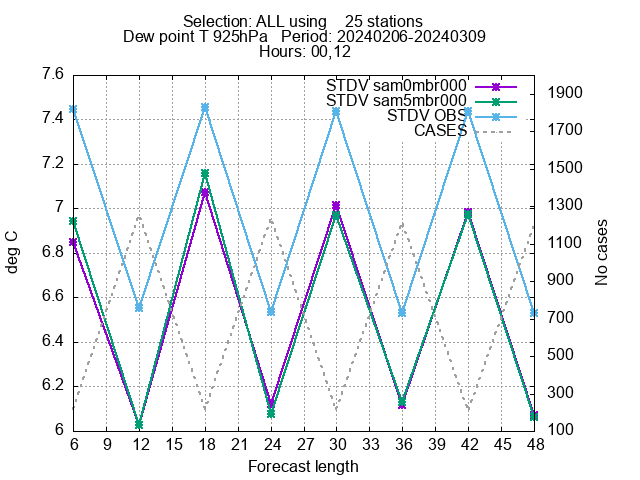 Selection: ALL using    25 stations
Dew point T 925hPa   Period: 20240206-20240309
Hours: 00,12
STDV sam0mbr000
STDV sam5mbr000
STDV OBS
CASES
7.6
7.4
7.2
7
6.8
6.6
6.4
6.2
6
deg C
1900
1700
1500
1300
1100
900
700
500
300
100
No cases
6 9 12 15 18 21 24 27 30 33 36 39 42 45 48
Forecast length